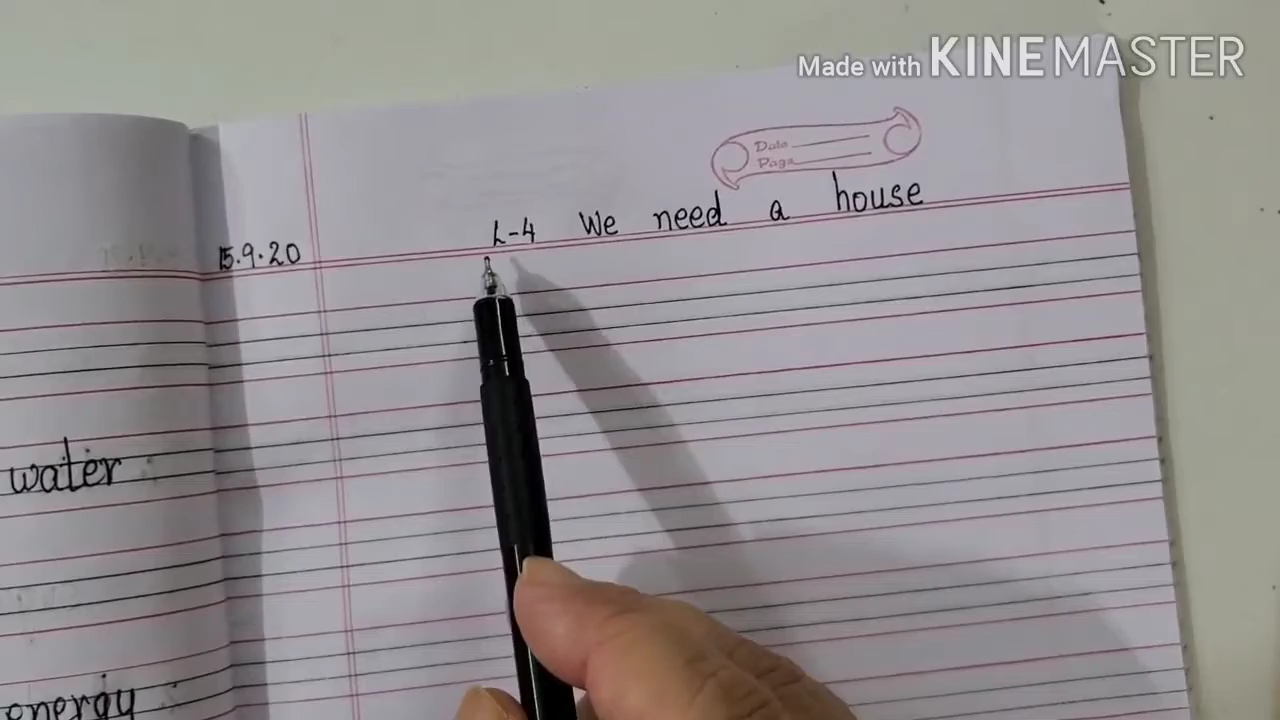 Made with KINEMASTER
Date
Page
L-4 We need a house
15.9.20
water
energy